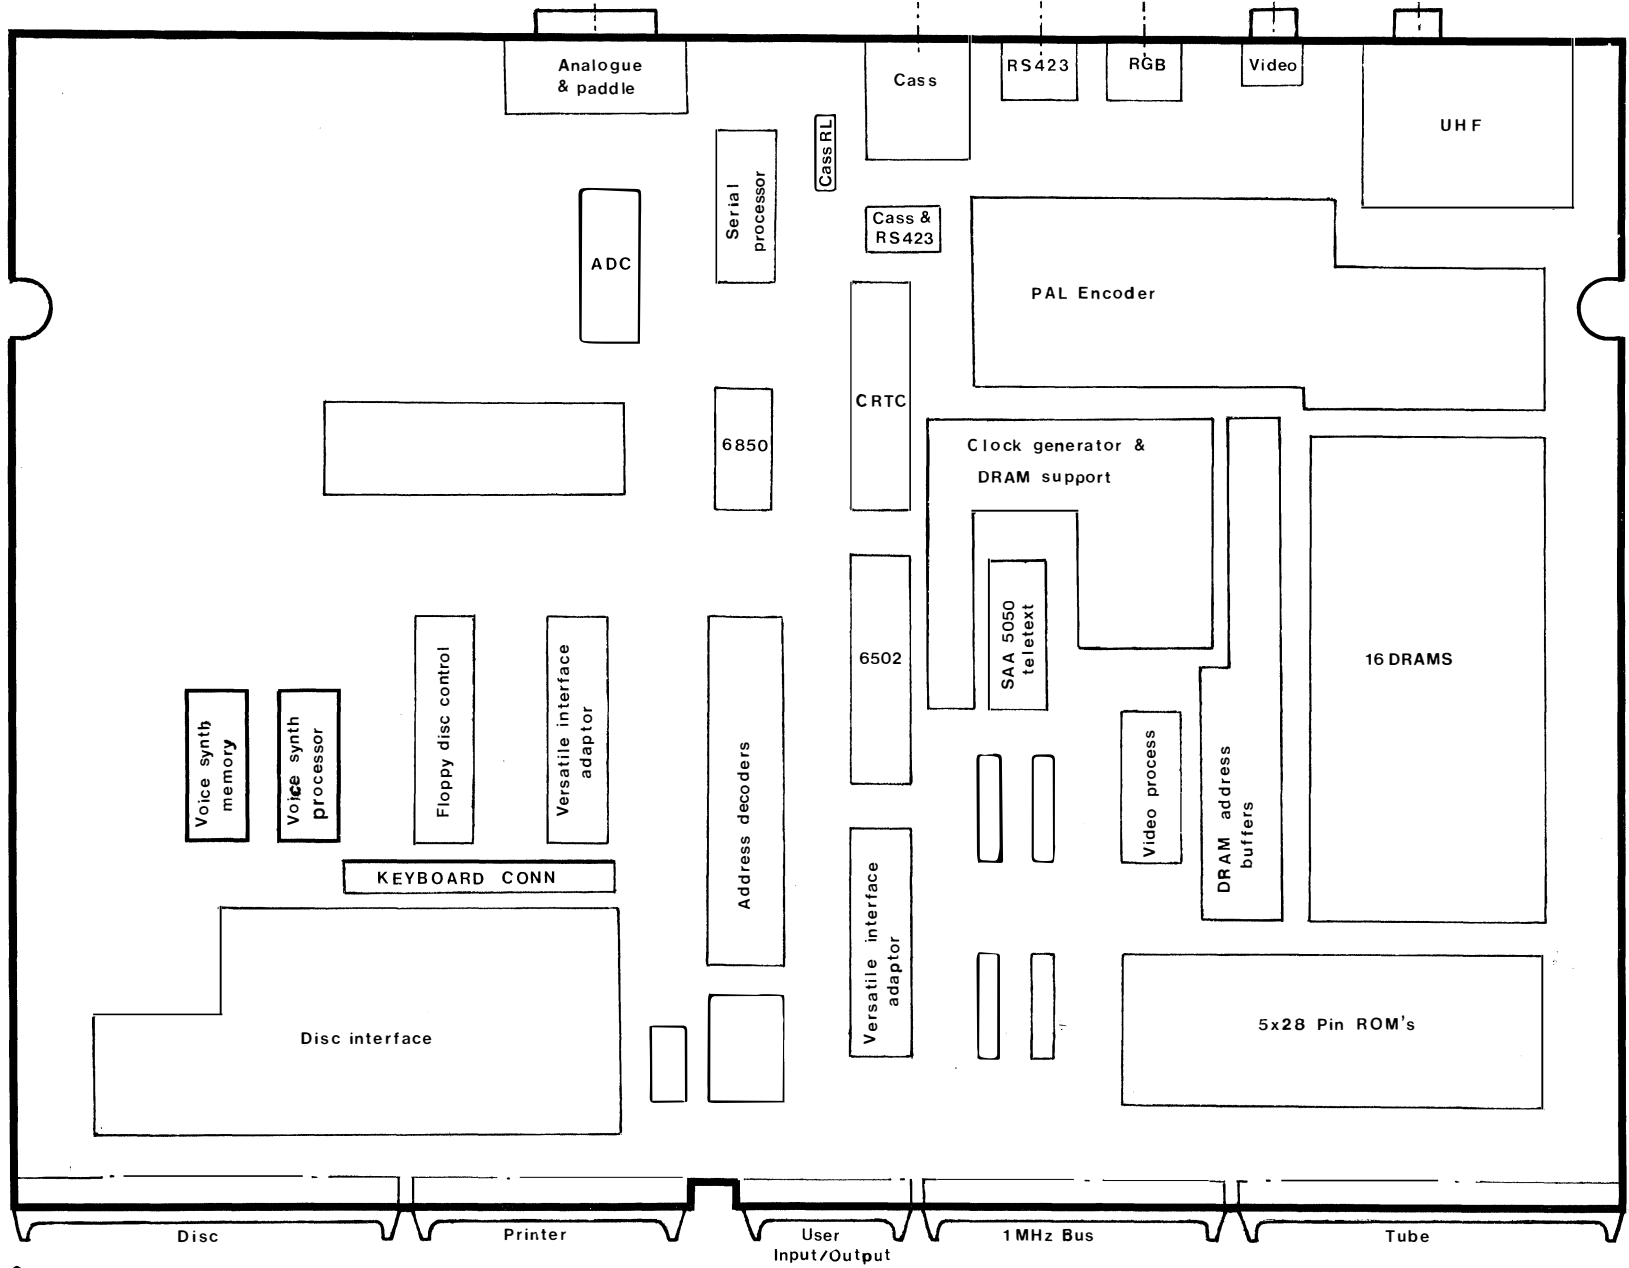 Analogue
& paddle
Cass
RS423
RGB
Video
UHF
Cass RL
Serial
processor
Cass &
RS423
ADC
PAL Encoder
CRTC
6850
Clock generator &
DRAM support
SAA 5050
teletext
6502
16 DRAMS
Voice synth
memory
Voice synth
processor
Floppy disc control
Versatile interface
adaptor
Address decoders
Video process
DRAM address
buffers
KEYBOARD CONN
Versatile interface
adaptor
Disc interface
5x28 Pin ROM's
Disc
Printer
User
Input/Output
1MHz Bus
Tube